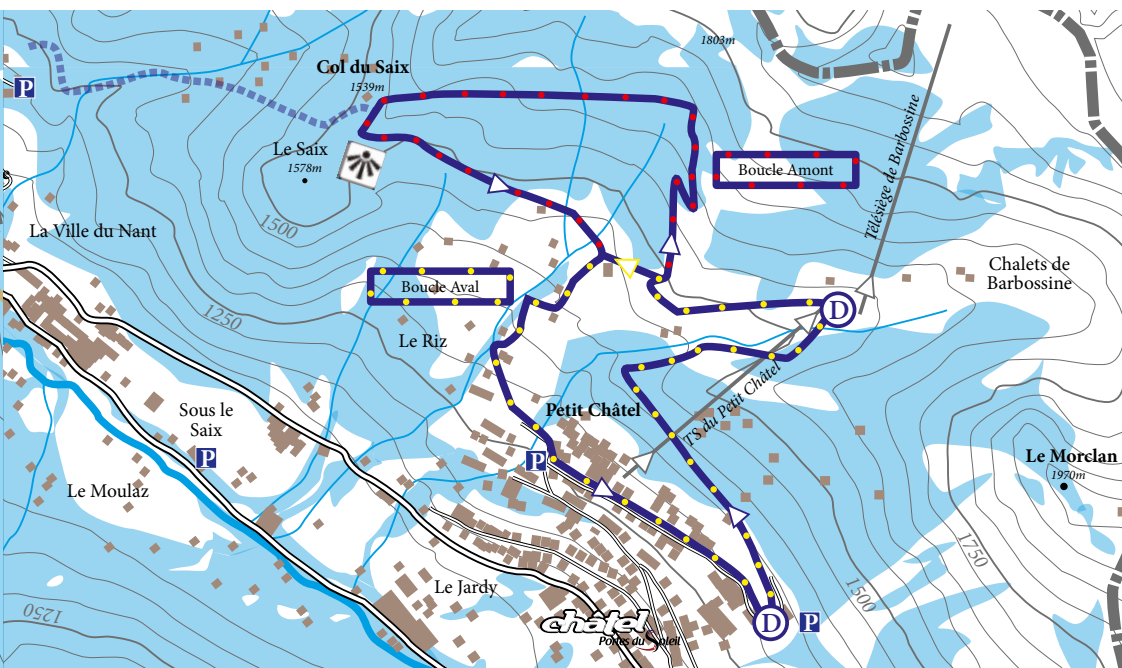 1803m
Col du Saix
1539m
P
Télésiège de Barbossine
Le Saix
1578m
Boucle Amont
1500
La Ville du Nant
Chalets de
Barbossine
Boucle Aval
D
1250
Le Riz
TS du Petit Châtel
Petit Châtel
Sous le
Saix
P
P
Le Morclan
1970m
Le Moulaz
1750
Le Jardy
1500
1250
châtel
Portes du Soleil
D
P